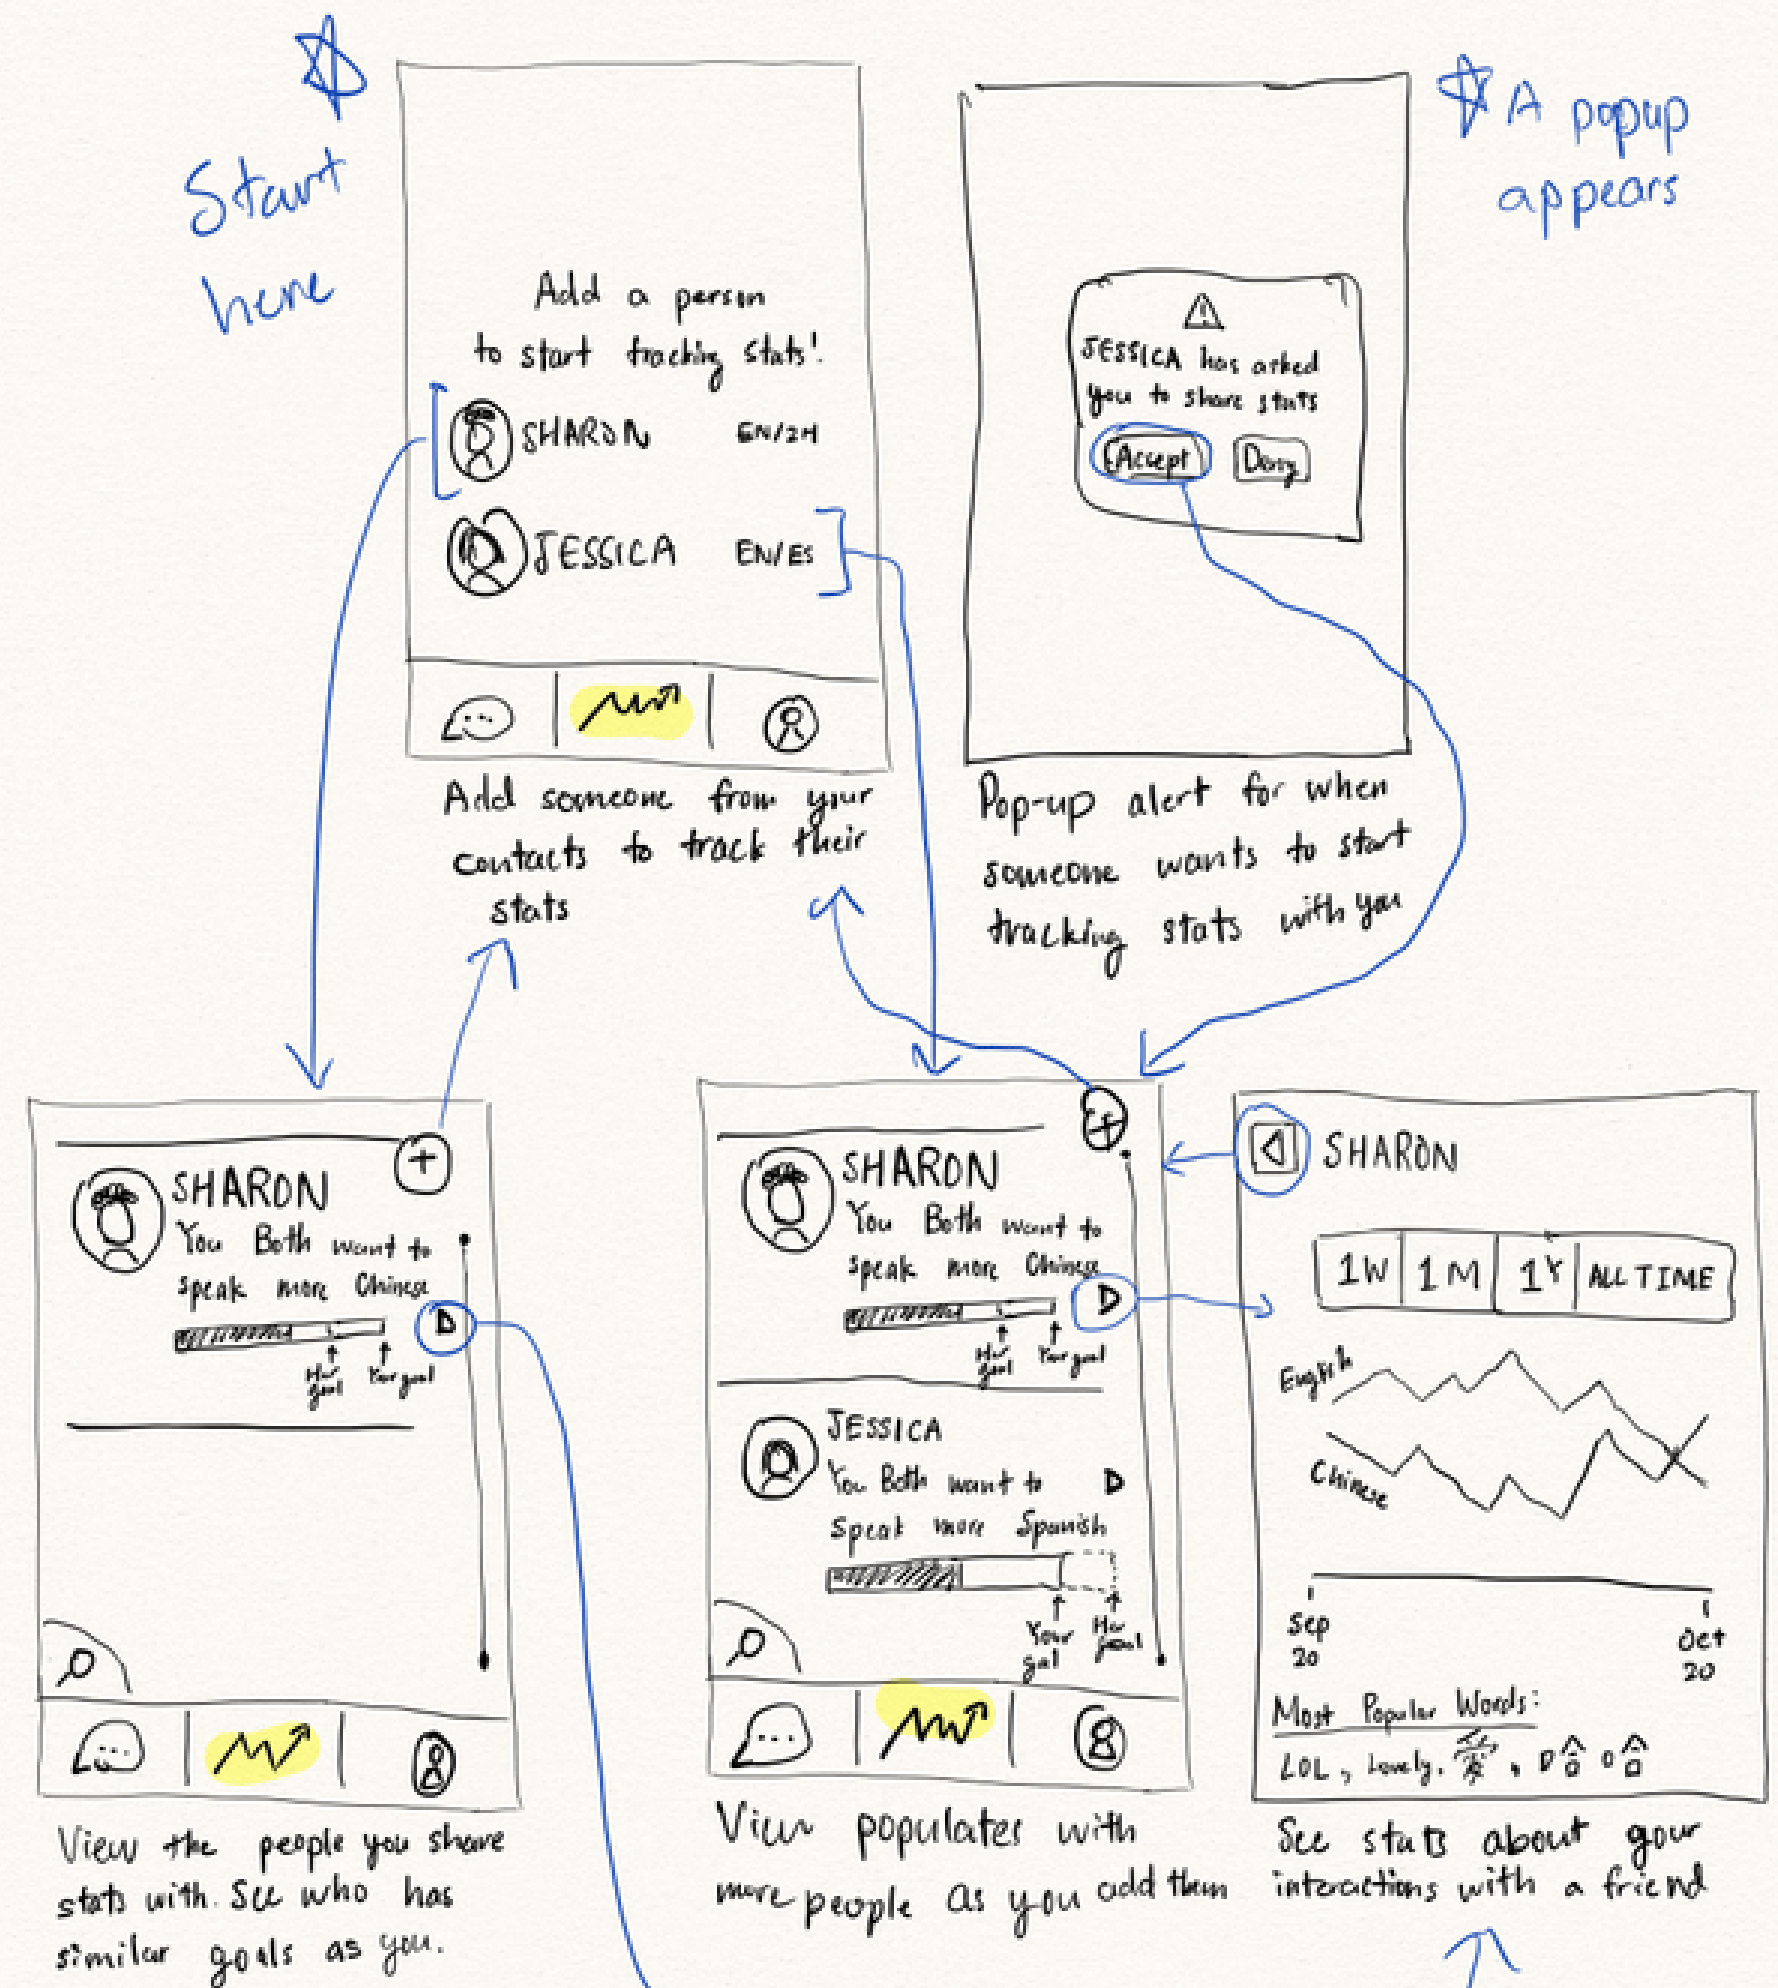 Start
here
Add a person
to start tracking stats!
SHARON EN/ZH
JESSICA EN/ES
Add someone from your
contacts to track their
stats
A popup
appears
JESSICA has asked
you to share stats
Accept Deny
Pop-up alert for when
someone wants to start
tracking stats with you
SHARON
You Both want to
speak more Chinese
Her goal Your goal
View the people you share
stats with. See who has
similar goals as you.
SHARON
You Both want to
speak more Chinese
Her goal Your goal
JESSICA
You Both want to
speak more Spanish
Your goal Her goal
View populates with
more people as you add them
SHARON
1W 1M 1Y ALL TIME
English
Chinese
Sep 20
Oct 20
Most Popular Words:
LOL, Lovely,
See stats about your
interactions with a friend